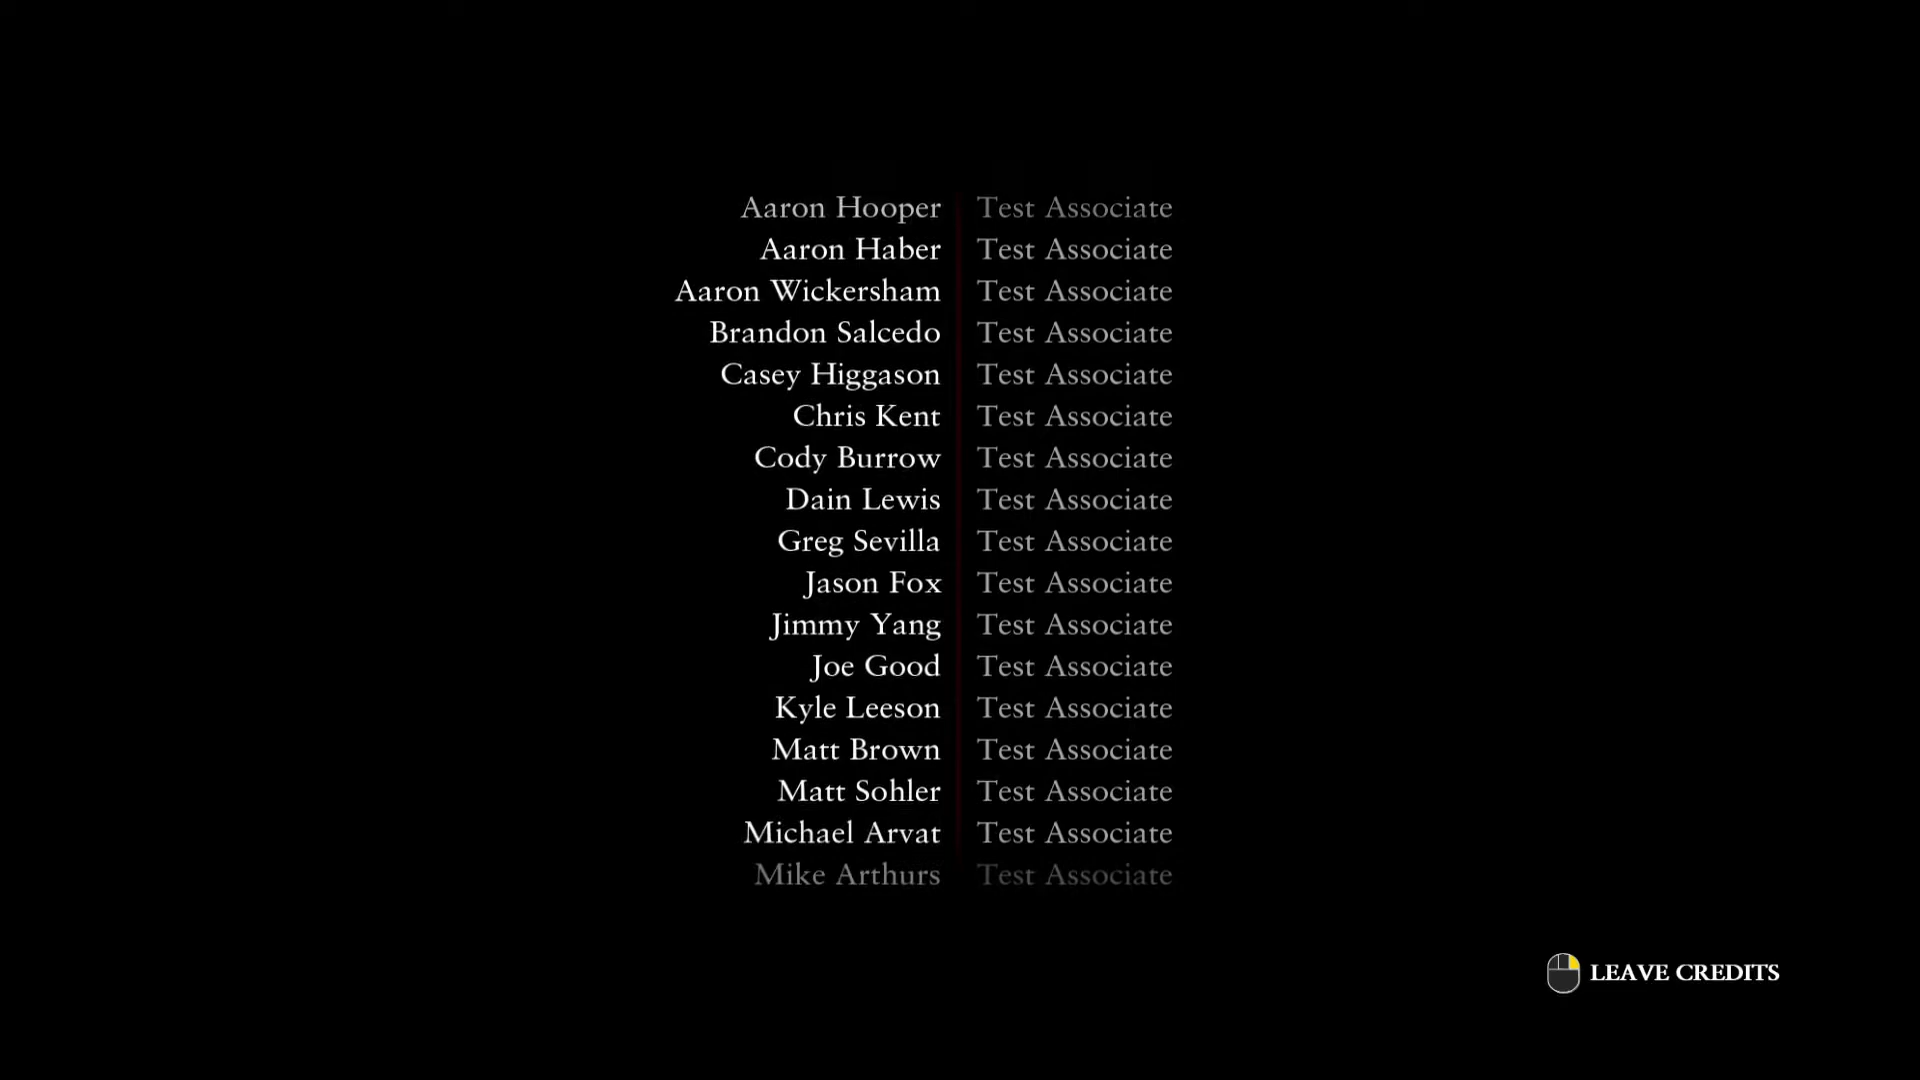 Aaron Hooper Test Associate
Aaron Haber Test Associate
Aaron Wickersham Test Associate
Brandon Salcedo Test Associate
Casey Higgason Test Associate
Chris Kent Test Associate
Cody Burrow Test Associate
Dain Lewis Test Associate
Greg Sevilla Test Associate
Jason Fox Test Associate
Jimmy Yang Test Associate
Joe Good Test Associate
Kyle Leeson Test Associate
Matt Brown Test Associate
Matt Sohler Test Associate
Michael Arvat Test Associate
Mike Arthurs Test Associate
LEAVE CREDITS